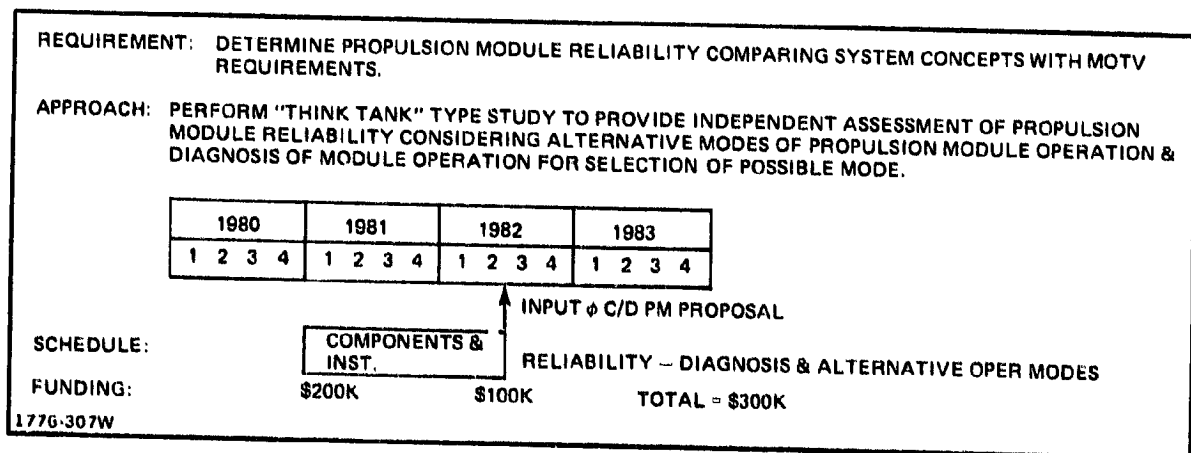 REQUIREMENT: DETERMINE PROPULSION MODULE RELIABILITY COMPARING SYSTEM CONCEPTS WITH MOTV
REQUIREMENTS.
APPROACH: PERFORM "THINK TANK" TYPE STUDY TO PROVIDE INDEPENDENT ASSESSMENT OF PROPULSION
MODULE RELIABILITY CONSIDERING ALTERNATIVE MODES OF PROPULSION MODULE OPERATION &
DIAGNOSIS OF MODULE OPERATION FOR SELECTION OF POSSIBLE MODE.
1980 1981 1982 1983
1 2 3 4 1 2 3 4 1 2 3 4 1 2 3 4
INPUT φ C/D PM PROPOSAL
SCHEDULE: COMPONENTS &
INST. RELIABILITY – DIAGNOSIS & ALTERNATIVE OPER MODES
FUNDING: $200K $100K TOTAL = $300K
1776-307W